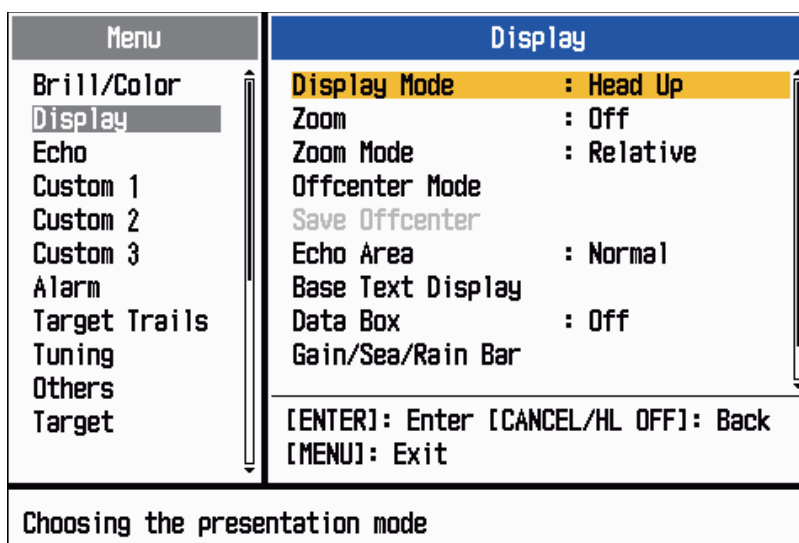 Menu
Brill/Color
Display
Echo
Custom 1
Custom 2
Custom 3
Alarm
Target Trails
Tuning
Others
Target
Display
Display Mode : Head Up
Zoom : Off
Zoom Mode : Relative
Offcenter Mode
Save Offcenter
Echo Area : Normal
Base Text Display
Data Box : Off
Gain/Sea/Rain Bar
[ENTER]: Enter [CANCEL/HL OFF]: Back
[MENU]: Exit
Choosing the presentation mode